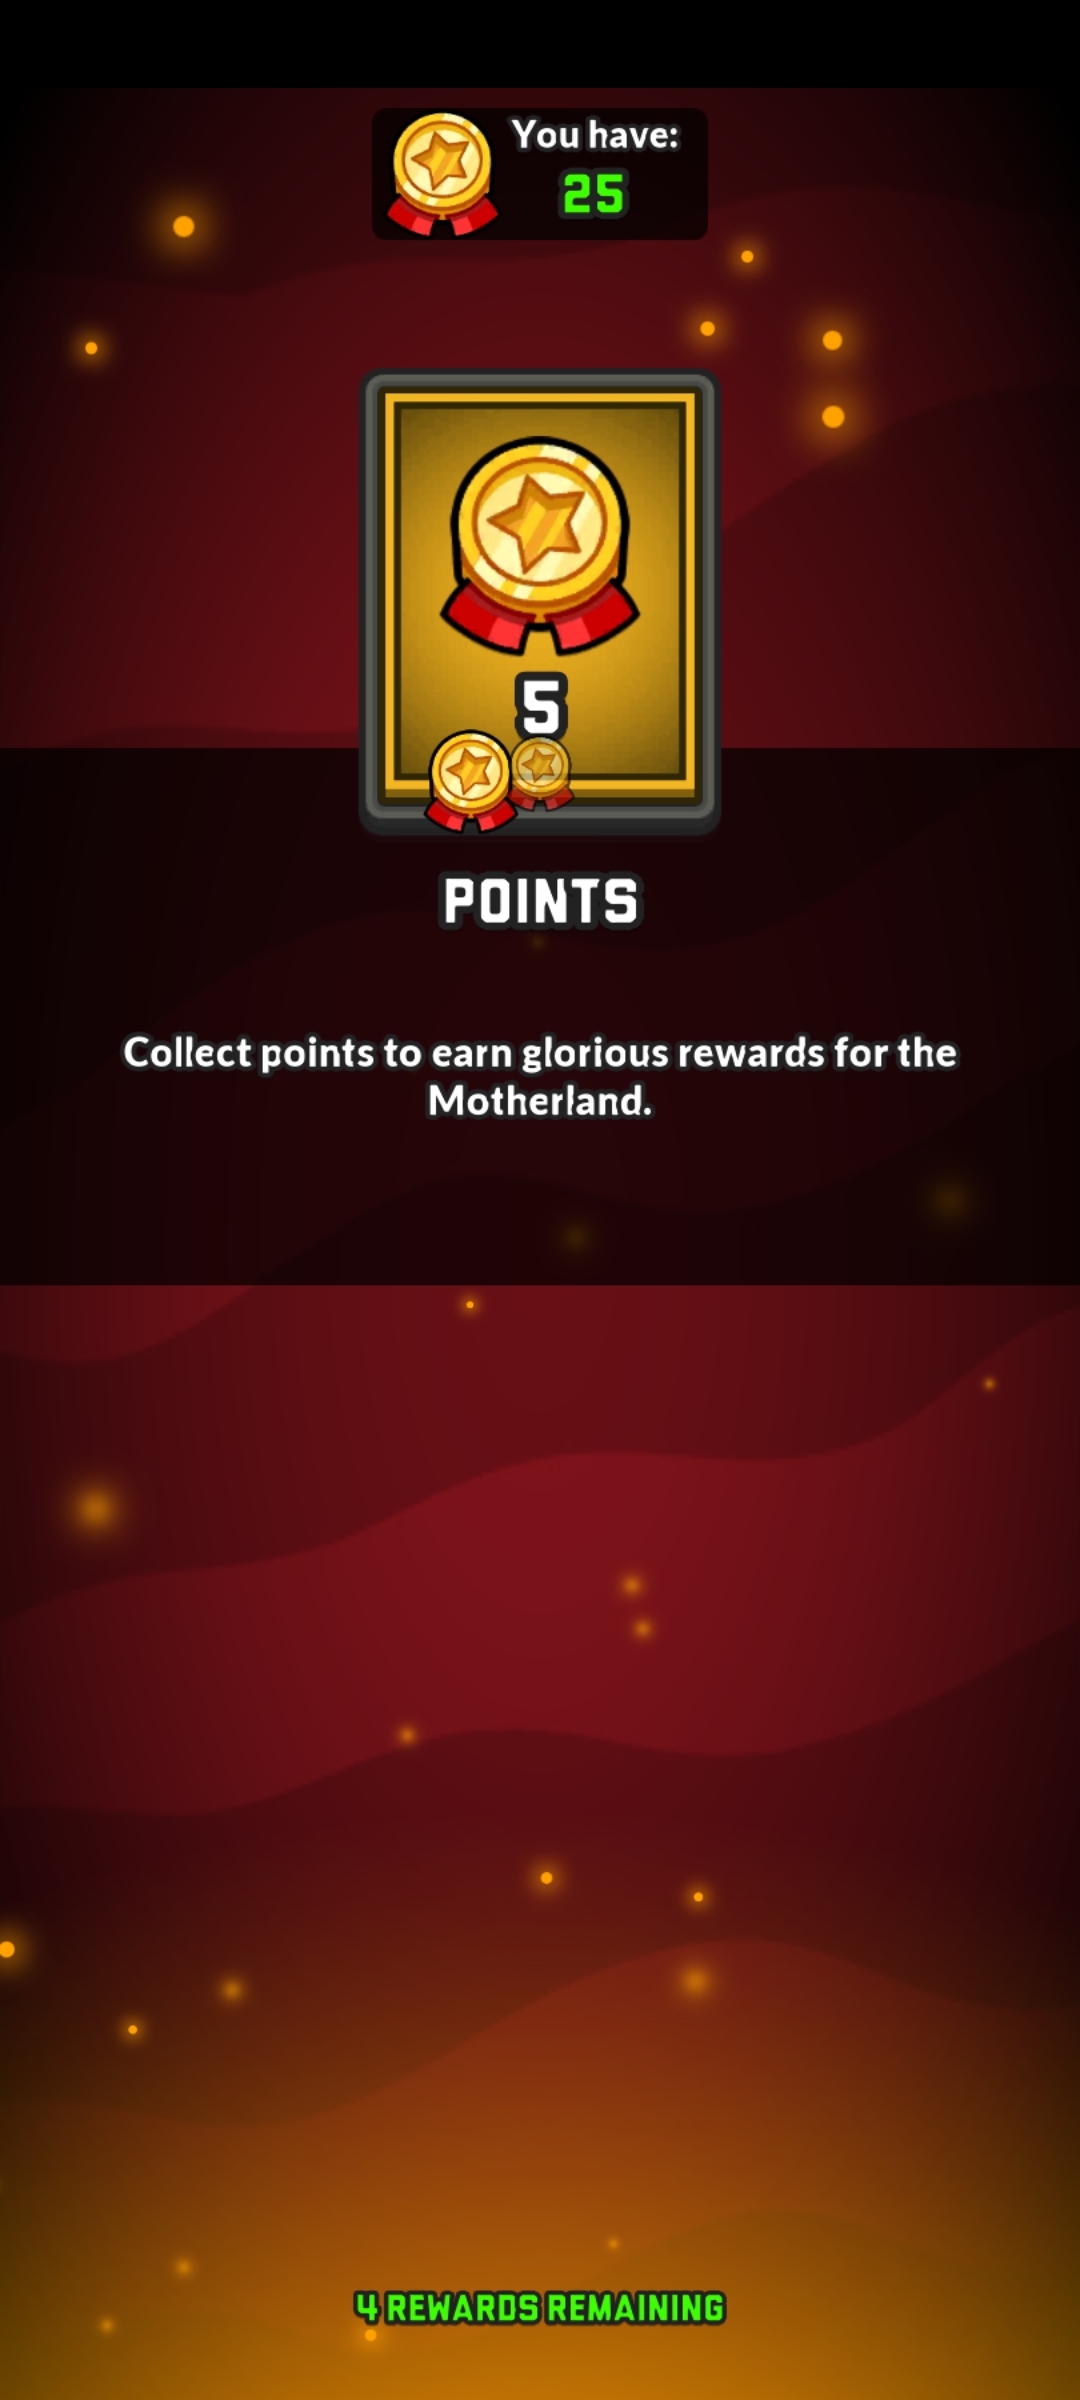 You have:
25
5
POINTS
Collect points to earn glorious rewards for the
Motherland.
4 REWARDS REMAINING